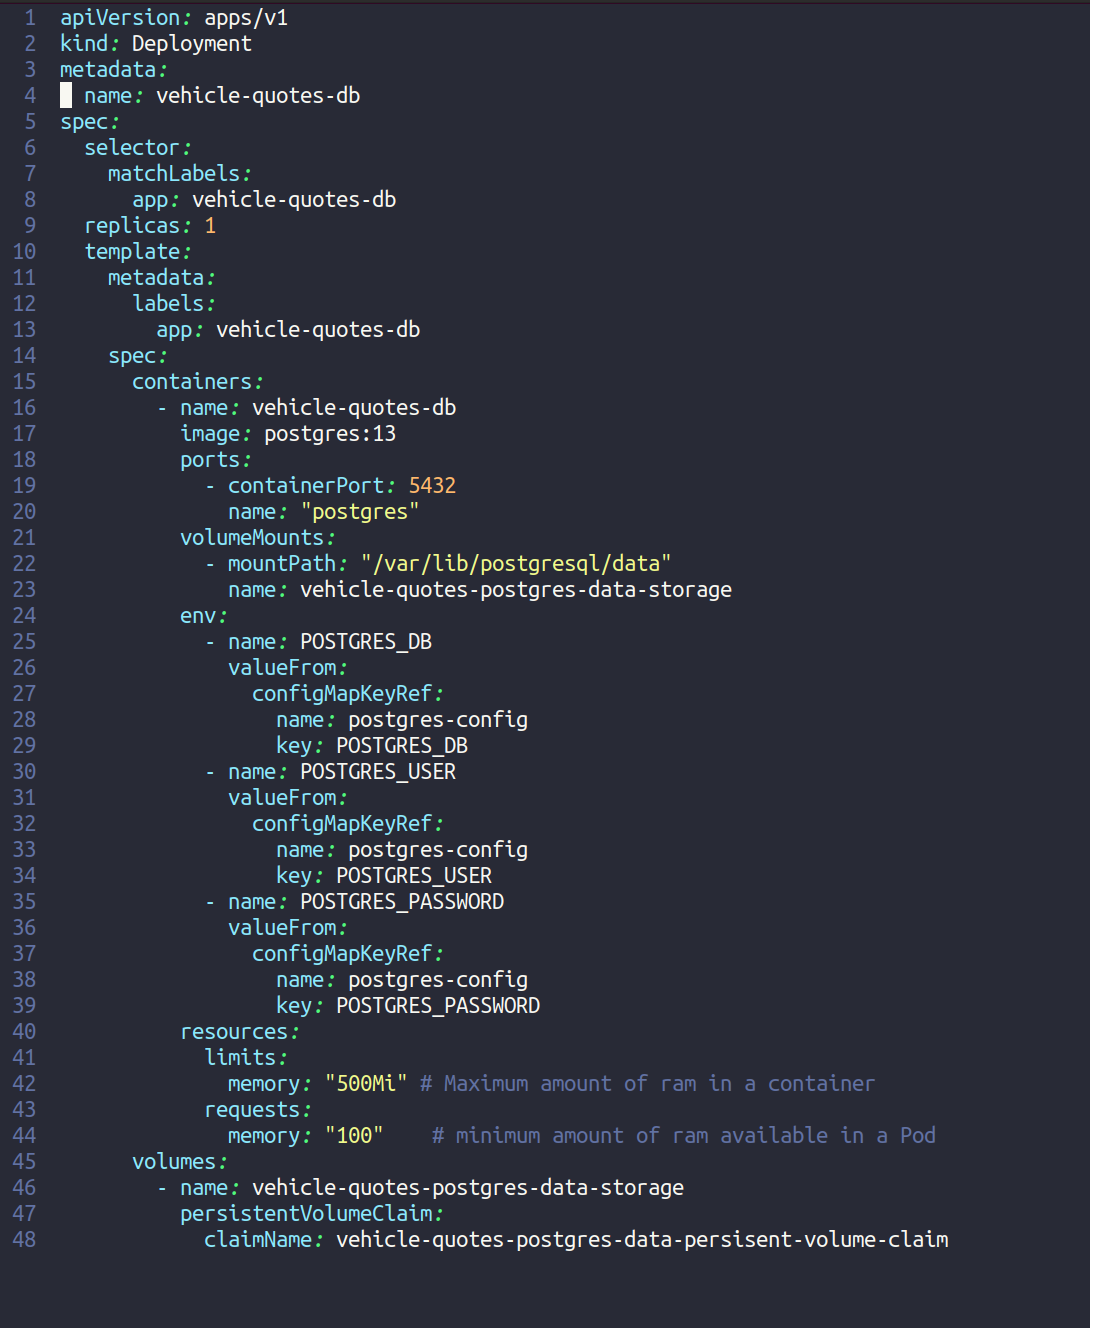 1 apiVersion: apps/v1
2 kind: Deployment
3 metadata:
4   name: vehicle-quotes-db
5 spec:
6   selector:
7     matchLabels:
8       app: vehicle-quotes-db
9   replicas: 1
10   template:
11     metadata:
12       labels:
13         app: vehicle-quotes-db
14     spec:
15       containers:
16         - name: vehicle-quotes-db
17           image: postgres:13
18           ports:
19             - containerPort: 5432
20               name: "postgres"
21           volumeMounts:
22             - mountPath: "/var/lib/postgresql/data"
23               name: vehicle-quotes-postgres-data-storage
24           env:
25             - name: POSTGRES_DB
26               valueFrom:
27                 configMapKeyRef:
28                   name: postgres-config
29                   key: POSTGRES_DB
30             - name: POSTGRES_USER
31               valueFrom:
32                 configMapKeyRef:
33                   name: postgres-config
34                   key: POSTGRES_USER
35             - name: POSTGRES_PASSWORD
36               valueFrom:
37                 configMapKeyRef:
38                   name: postgres-config
39                   key: POSTGRES_PASSWORD
40           resources:
41             limits:
42               memory: "500Mi" # Maximum amount of ram in a container
43             requests:
44               memory: "100"    # minimum amount of ram available in a Pod
45       volumes:
46         - name: vehicle-quotes-postgres-data-storage
47           persistentVolumeClaim:
48             claimName: vehicle-quotes-postgres-data-persisent-volume-claim